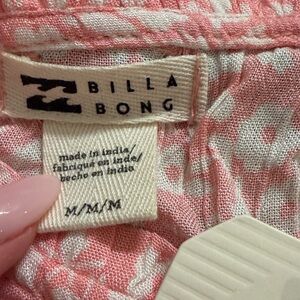 BILLA
BONG
made in india/
fabriqué en inde/
hecho en india
M/M/M